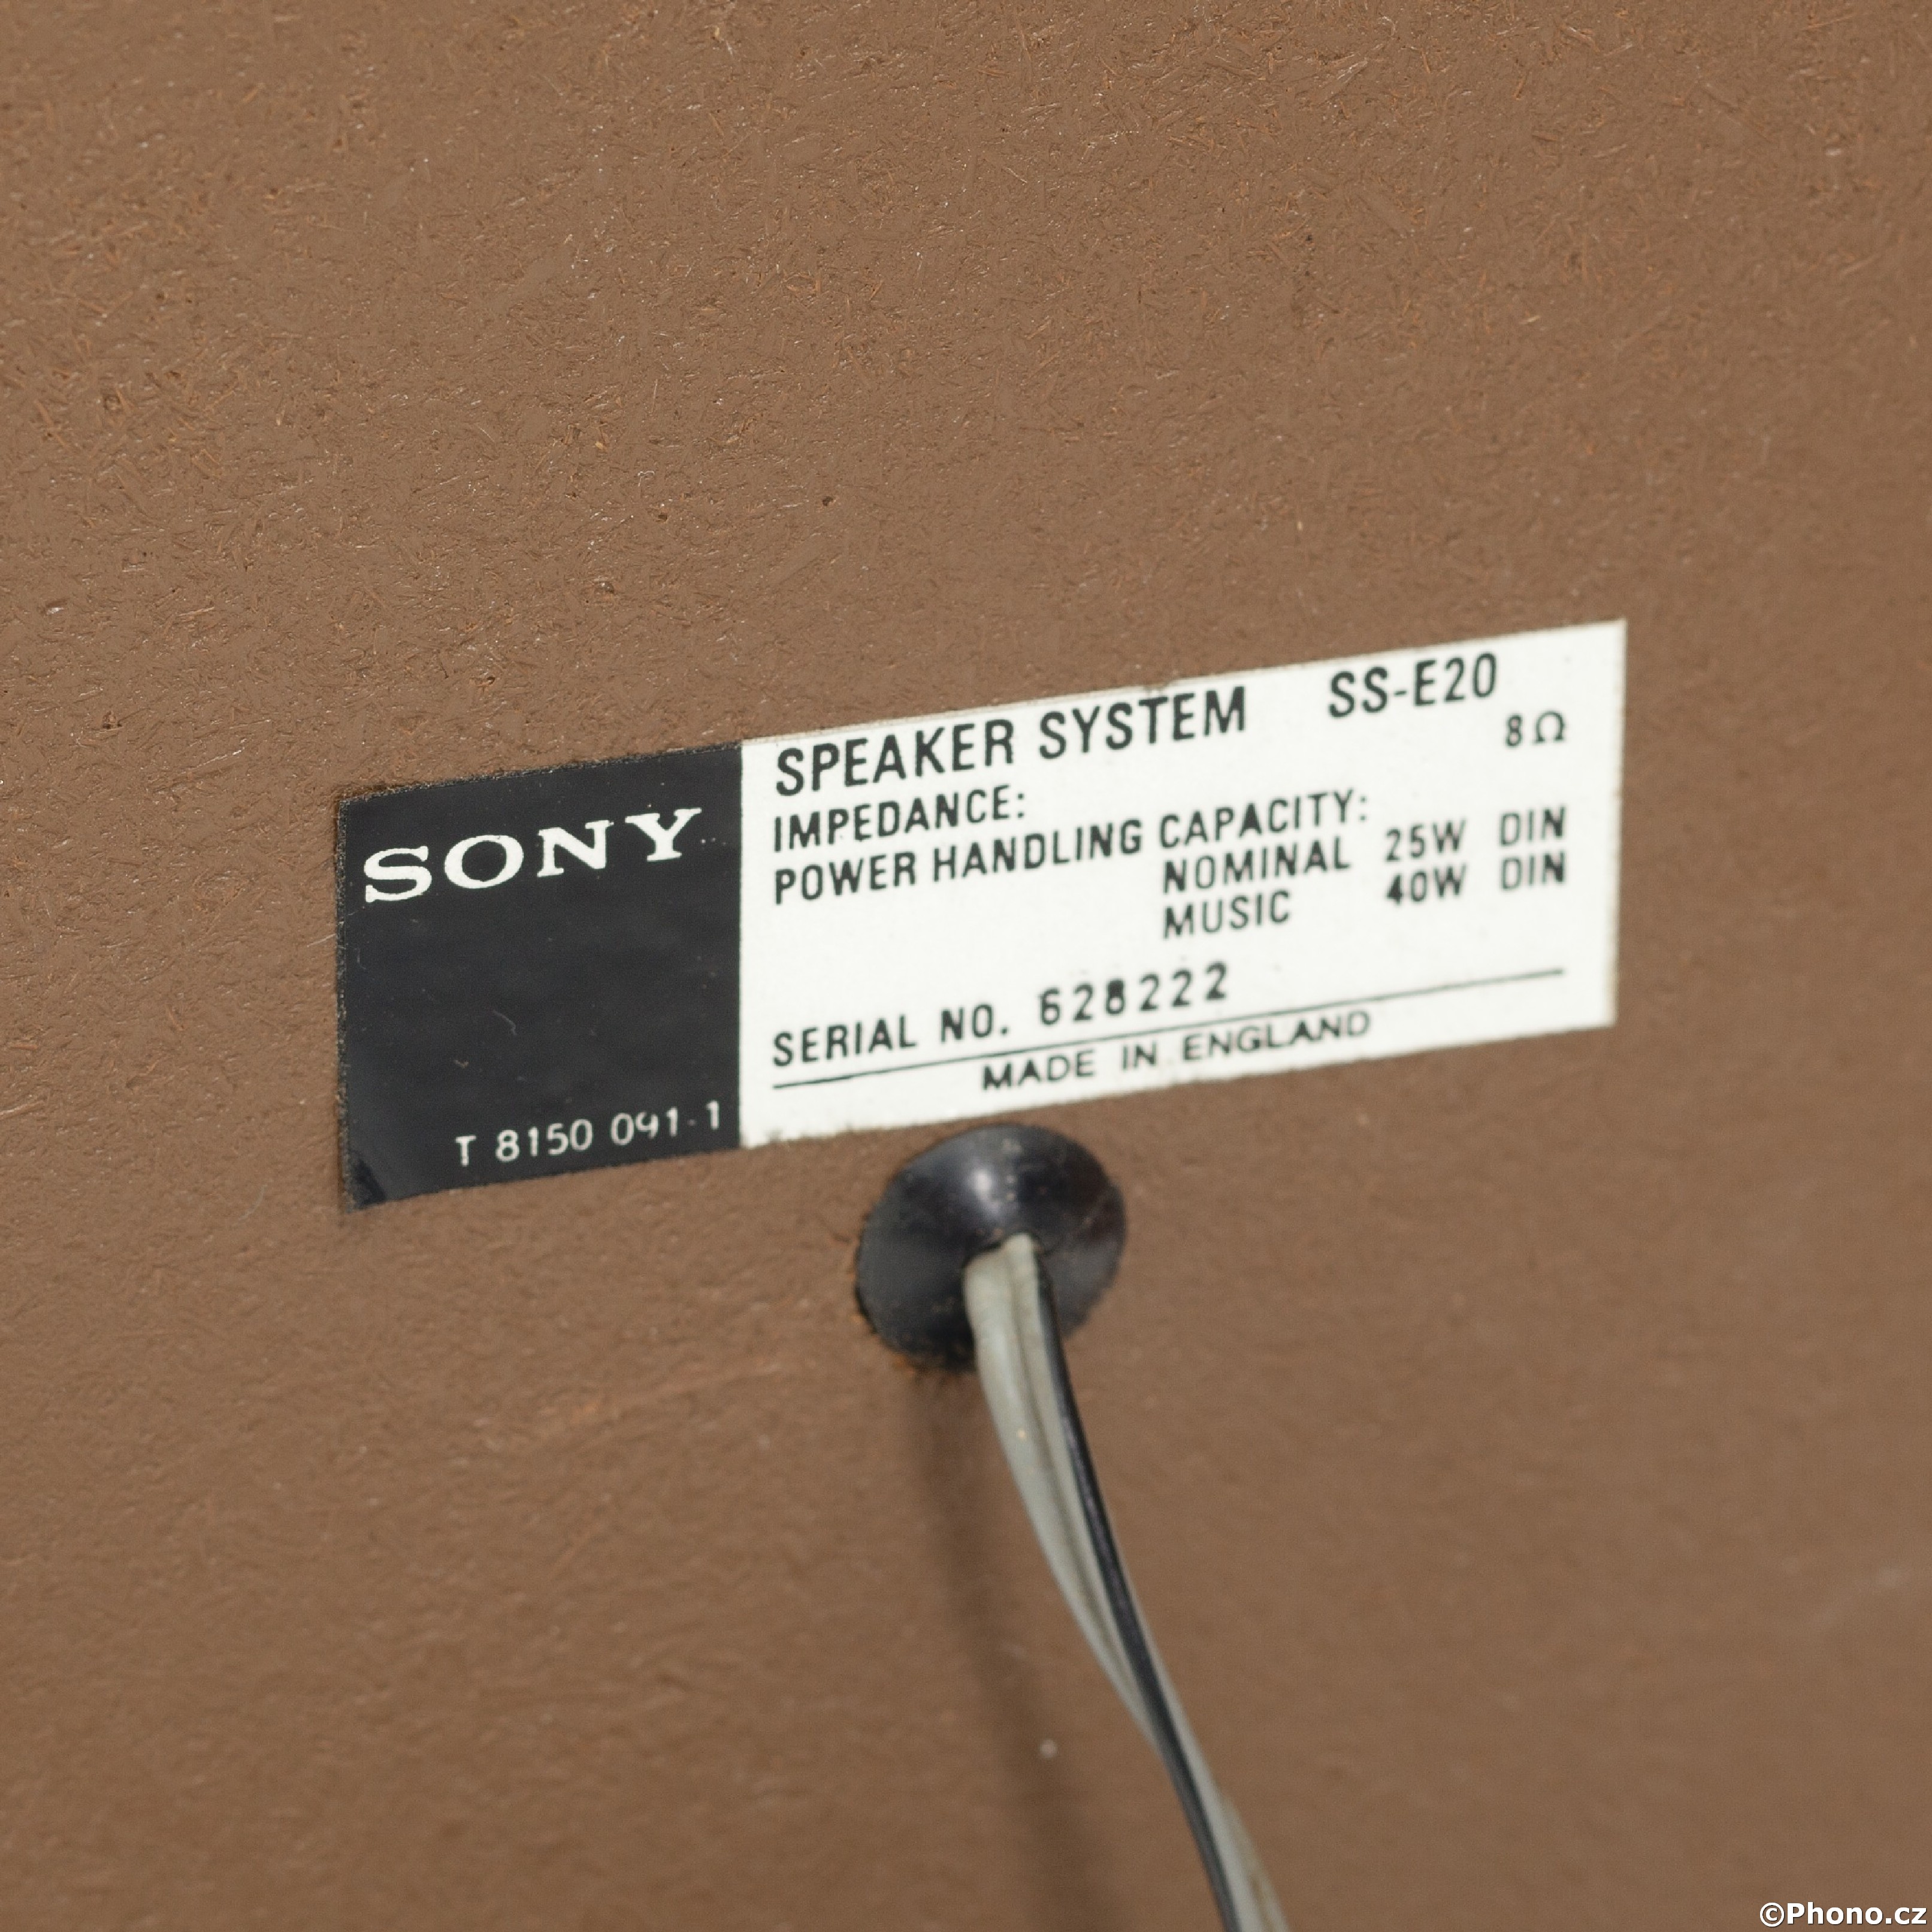 SONY
T 8150 091-1
SPEAKER SYSTEM SS-E20
IMPEDANCE: 8Ω
POWER HANDLING CAPACITY:
NOMINAL 25W DIN
MUSIC 40W DIN
SERIAL NO. 628222
MADE IN ENGLAND
©Phono.cz